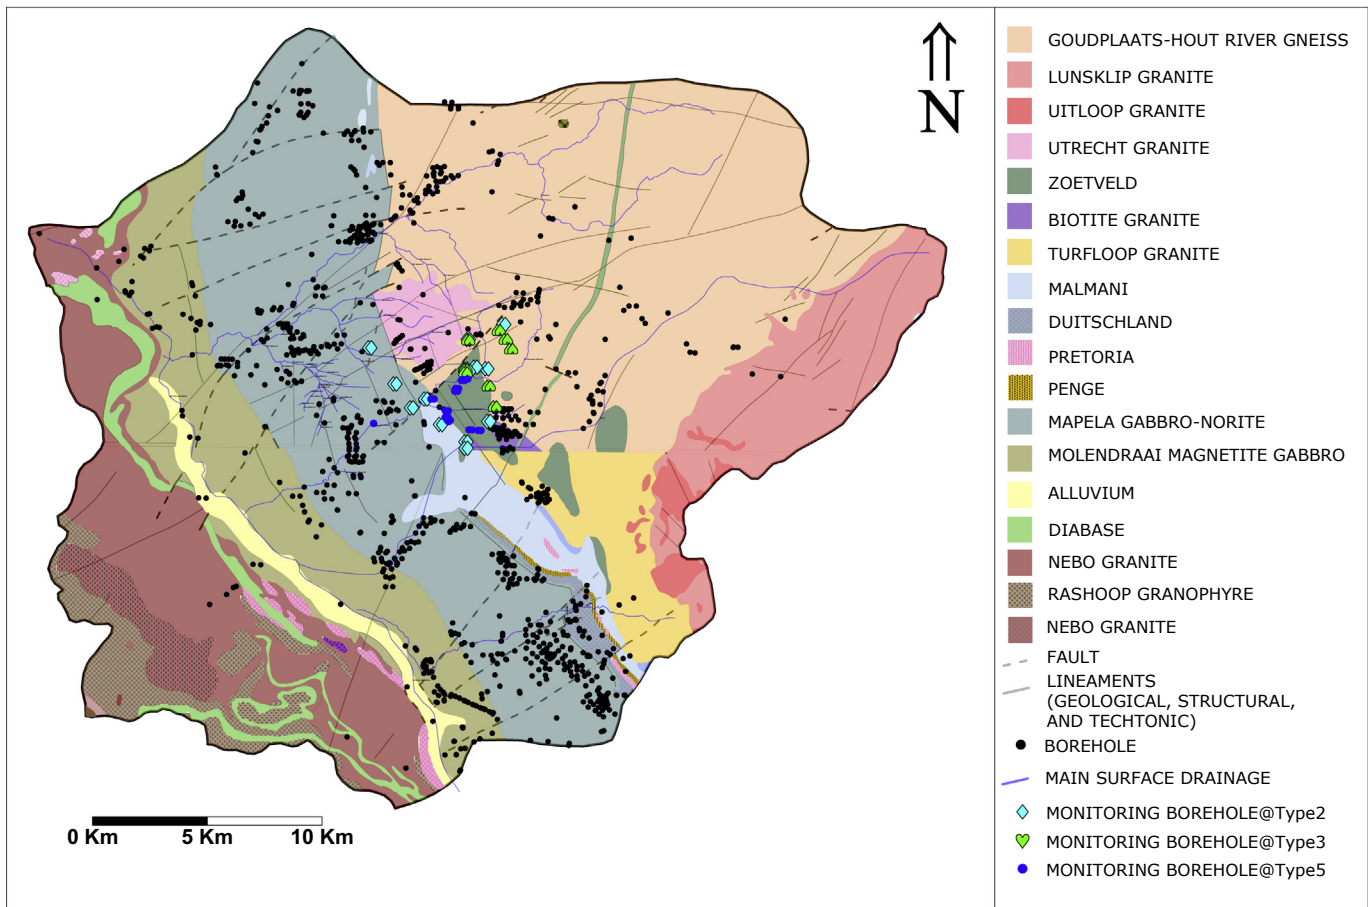 N
GOUDPLAATS-HOUT RIVER GNEISS
LUNSKLIP GRANITE
UITLOOP GRANITE
UTRECHT GRANITE
ZOETVELD
BIOTITE GRANITE
TURFLOOP GRANITE
MALMANI
DUITSCHLAND
PRETORIA
PENGE
MAPELA GABBRO-NORITE
MOLENDRAAI MAGNETITE GABBRO
ALLUVIUM
DIABASE
NEBO GRANITE
RASHOOP GRANOPHYRE
NEBO GRANITE
FAULT
LINEAMENTS
(GEOLOGICAL, STRUCTURAL,
AND TECHTONIC)
BOREHOLE
MAIN SURFACE DRAINAGE
MONITORING BOREHOLE@Type2
MONITORING BOREHOLE@Type3
MONITORING BOREHOLE@Type5
0 Km 5 Km 10 Km